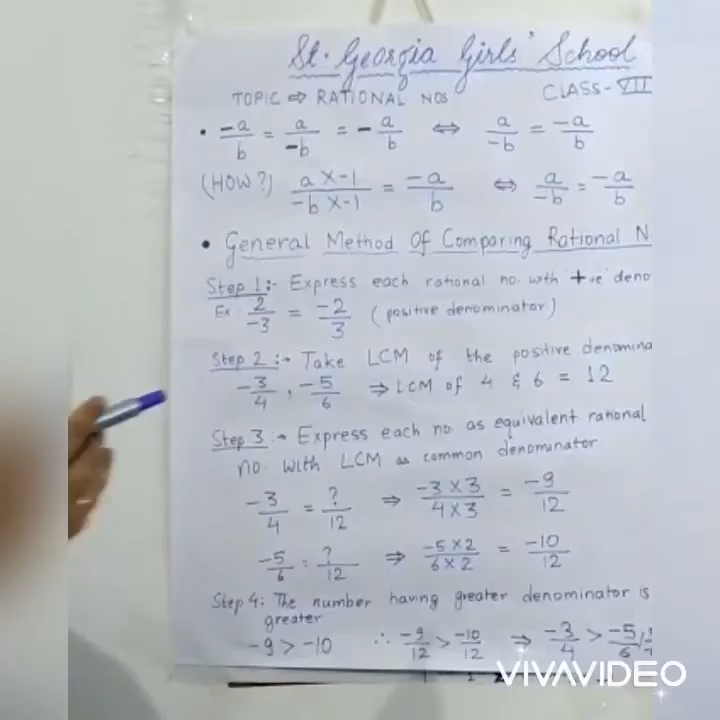 St. Georgia Girls' School
TOPIC ⇒ RATIONAL NOS CLASS-VII
• -a/b = a/-b = -a/b ⇔ a/-b = -a/b
(HOW?) a×-1/-b×-1 = -a/b ⇔ a/-b = -a/b
• General Method Of Comparing Rational N
Step 1:- Express each rational no. with +ve deno
Ex. 2/-3 = -2/3 (positive denominator)
Step 2:- Take LCM of the positive denomina
-3/4, -5/6 ⇒ LCM of 4 & 6 = 12
Step 3:- Express each no. as equivalent rational
no. with LCM as common denominator.
-3/4 = ?/12 ⇒ -3×3/4×3 = -9/12
-5/6 = ?/12 ⇒ -5×2/6×2 = -10/12
Step 4: The number having greater denominator is
greater
-9 > -10 ∴ -9/12 > -10/12 ⇒ -3/4 > -5/6
VIVAVIDEO